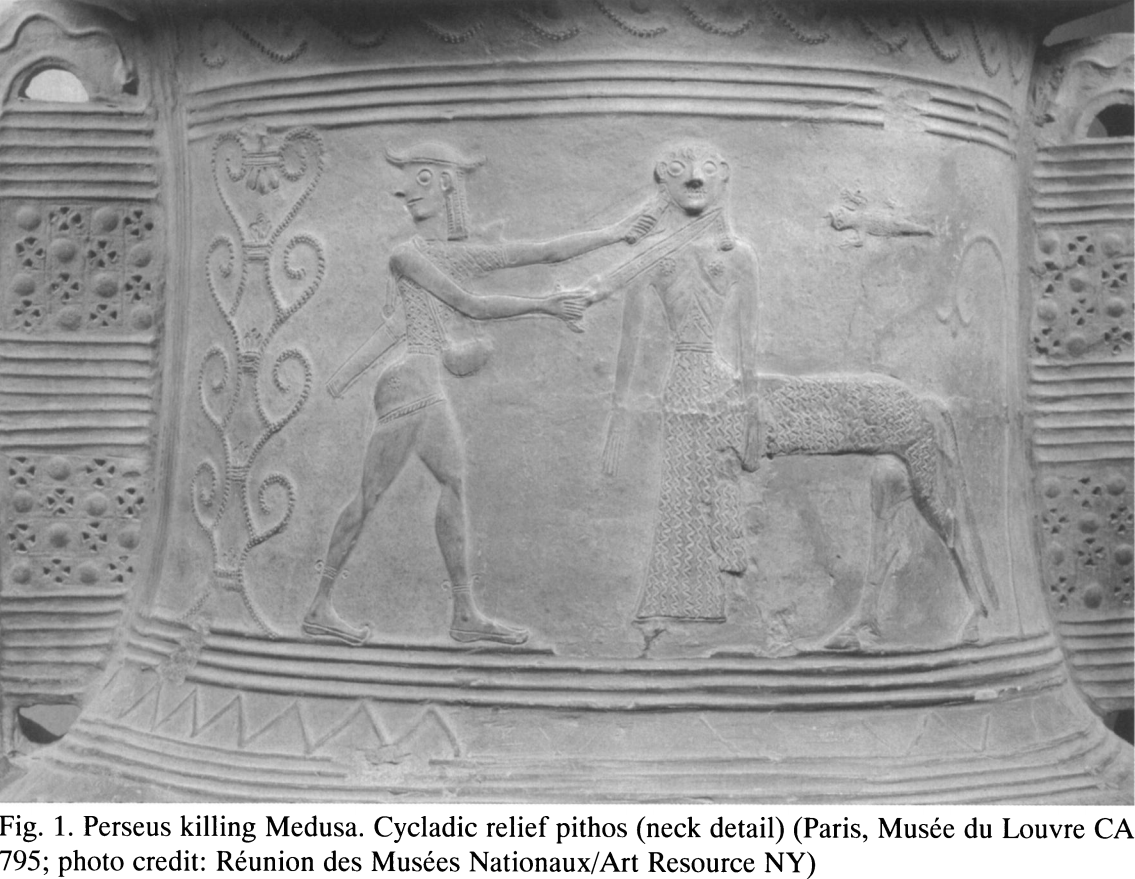 Fig. 1. Perseus killing Medusa. Cycladic relief pithos (neck detail) (Paris, Musée du Louvre CA
795; photo credit: Réunion des Musées Nationaux/Art Resource NY)